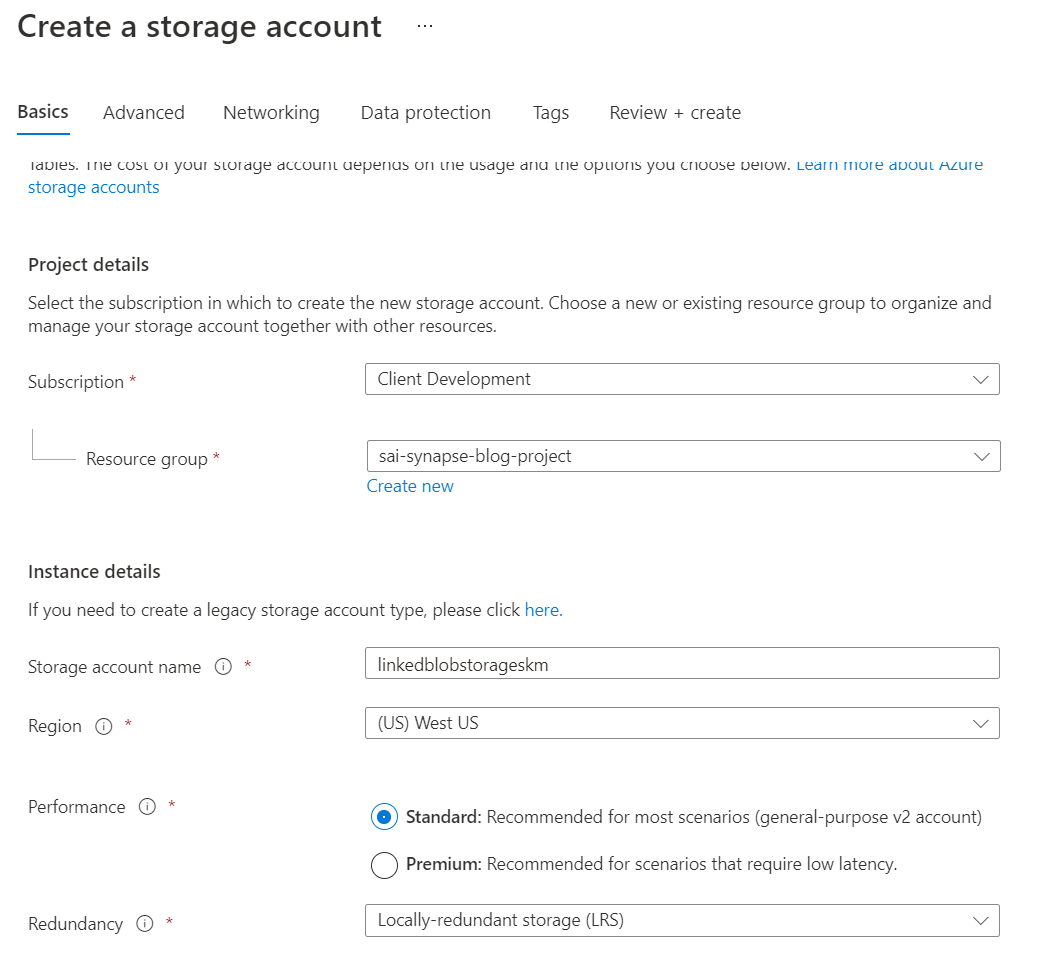 Create a storage account ...
Basics Advanced Networking Data protection Tags Review + create
Tables. The cost of your storage account depends on the usage and the options you choose below. Learn more about Azure
storage accounts
Project details
Select the subscription in which to create the new storage account. Choose a new or existing resource group to organize and
manage your storage account together with other resources.
Subscription * Client Development
Resource group * sai-synapse-blog-project
Create new
Instance details
If you need to create a legacy storage account type, please click here.
Storage account name * linkedblobstorageskm
Region * (US) West US
Performance *
Standard: Recommended for most scenarios (general-purpose v2 account)
Premium: Recommended for scenarios that require low latency.
Redundancy * Locally-redundant storage (LRS)